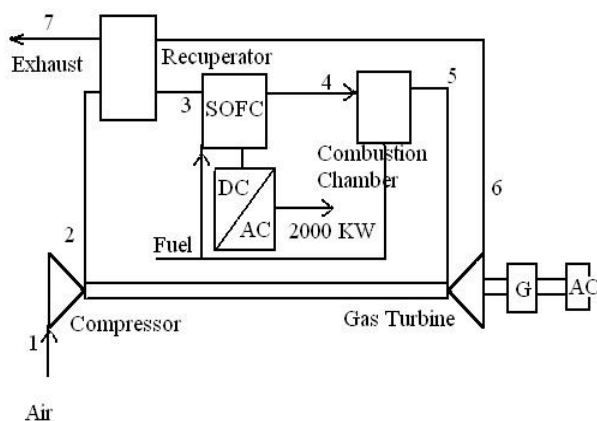 7
Exhaust
Recuperator
3
SOFC
4
5
Combustion
Chamber
DC
AC
2000 KW
Fuel
2
6
Compressor
Gas Turbine
G
AC
1
Air